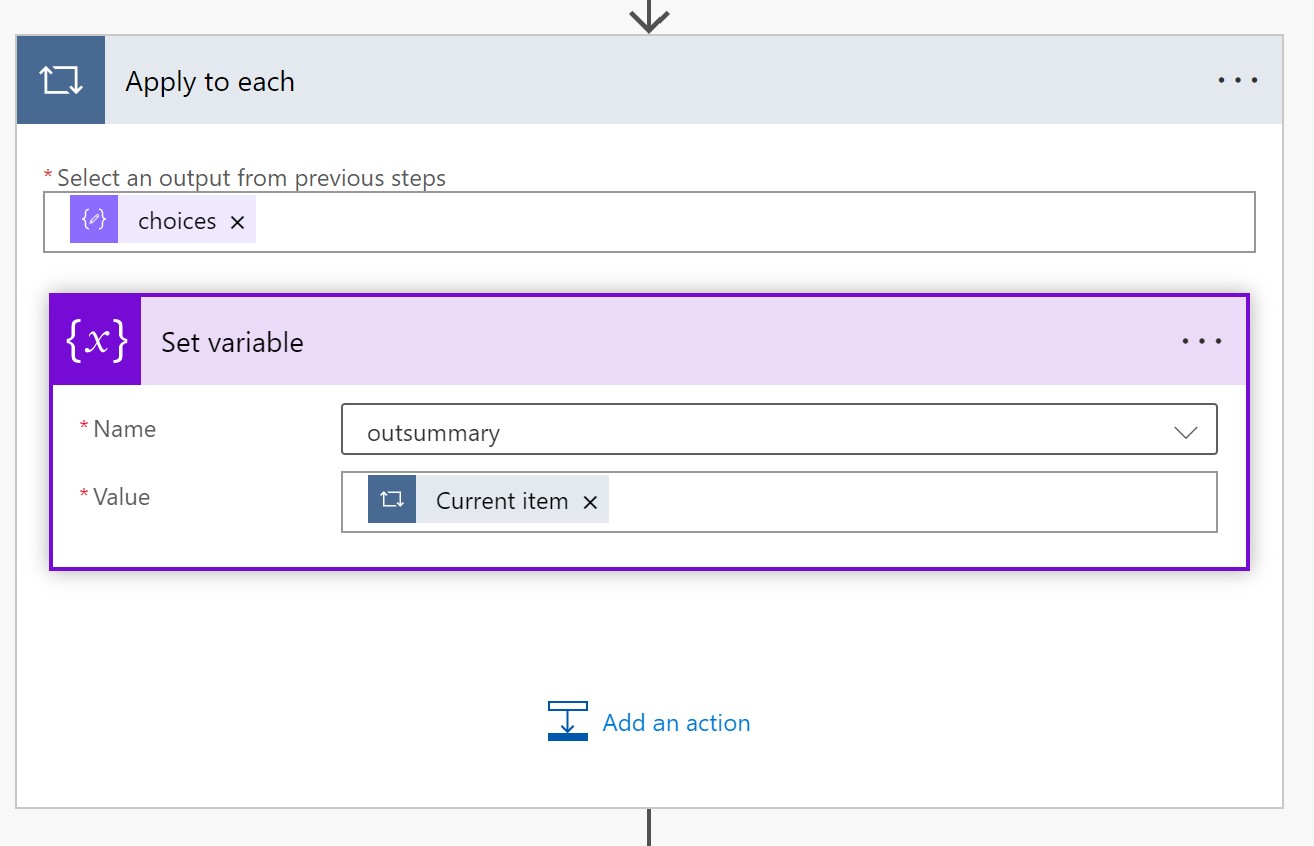 Apply to each
* Select an output from previous steps
choices
{x} Set variable
* Name
outsummary
* Value
Current item
Add an action